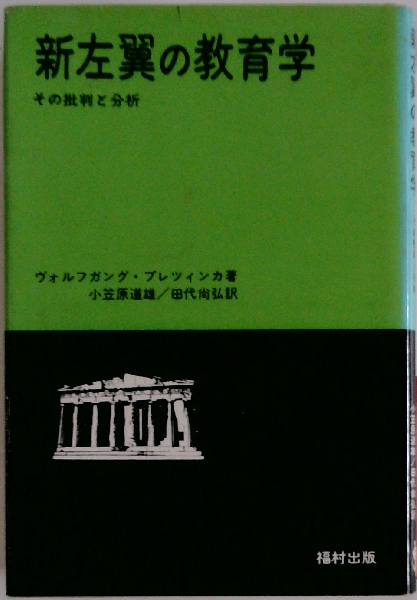 新左翼の教育学
その批判と分析
ヴォルフガング・ブレツィンカ著
小笠原道雄／田代尚弘訳
福村出版